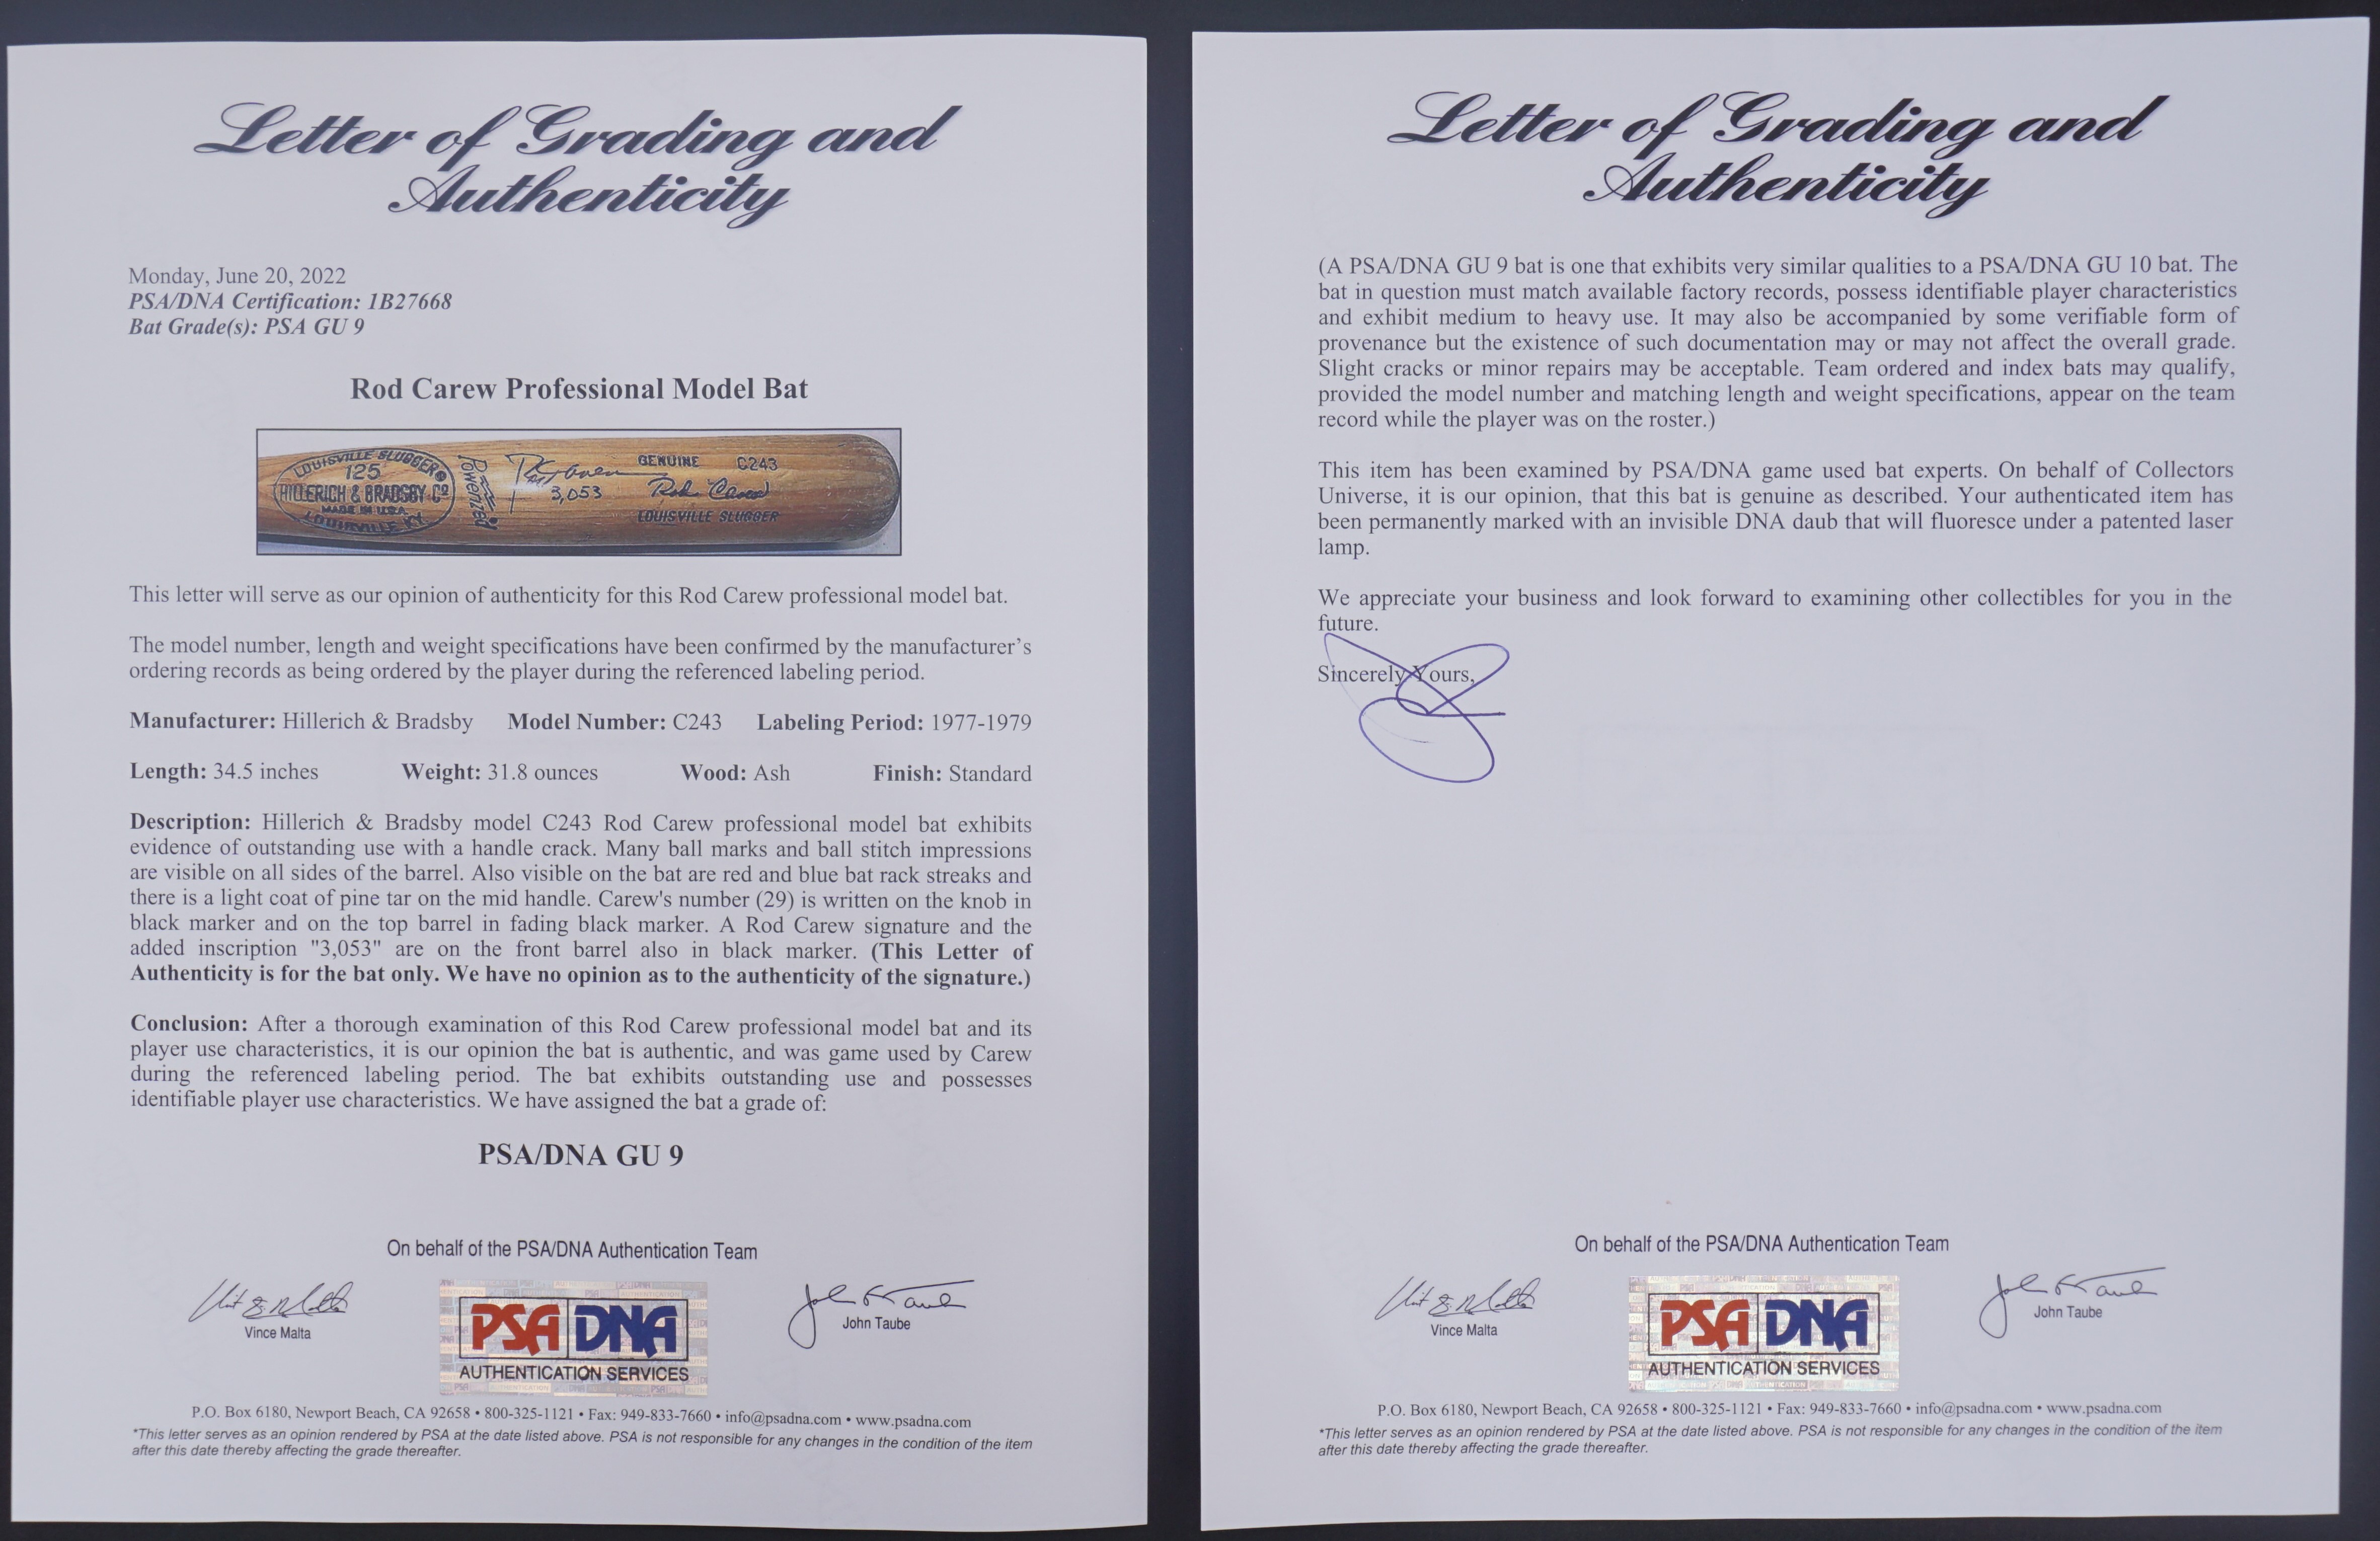 Letter of Grading and
Authenticity
Monday, June 20, 2022
PSA/DNA Certification: 1B27668
Bat Grade(s): PSA GU 9
Rod Carew Professional Model Bat
LOUISVILLE SLUGGER
125
HILLERICH & BRADSBY Cº
MADE IN U.S.A.
LOUISVILLE KY.
Powerized
3,053
GENUINE C243
Rod Carew
LOUISVILLE SLUGGER
This letter will serve as our opinion of authenticity for this Rod Carew professional model bat.
The model number, length and weight specifications have been confirmed by the manufacturer's
ordering records as being ordered by the player during the referenced labeling period.
Manufacturer: Hillerich & Bradsby Model Number: C243 Labeling Period: 1977-1979
Length: 34.5 inches Weight: 31.8 ounces Wood: Ash Finish: Standard
Description: Hillerich & Bradsby model C243 Rod Carew professional model bat exhibits
evidence of outstanding use with a handle crack. Many ball marks and ball stitch impressions
are visible on all sides of the barrel. Also visible on the bat are red and blue bat rack streaks and
there is a light coat of pine tar on the mid handle. Carew's number (29) is written on the knob in
black marker and on the top barrel in fading black marker. A Rod Carew signature and the
added inscription "3,053" are on the front barrel also in black marker. (This Letter of
Authenticity is for the bat only. We have no opinion as to the authenticity of the signature.)
Conclusion: After a thorough examination of this Rod Carew professional model bat and its
player use characteristics, it is our opinion the bat is authentic, and was game used by Carew
during the referenced labeling period. The bat exhibits outstanding use and possesses
identifiable player use characteristics. We have assigned the bat a grade of:
PSA/DNA GU 9
On behalf of the PSA/DNA Authentication Team
Vince Malta
PSA DNA
AUTHENTICATION SERVICES
John Taube
P.O. Box 6180, Newport Beach, CA 92658 • 800-325-1121 • Fax: 949-833-7660 • info@psadna.com • www.psadna.com
*This letter serves as an opinion rendered by PSA at the date listed above. PSA is not responsible for any changes in the condition of the item
after this date thereby affecting the grade thereafter.
Letter of Grading and
Authenticity
(A PSA/DNA GU 9 bat is one that exhibits very similar qualities to a PSA/DNA GU 10 bat. The
bat in question must match available factory records, possess identifiable player characteristics
and exhibit medium to heavy use. It may also be accompanied by some verifiable form of
provenance but the existence of such documentation may or may not affect the overall grade.
Slight cracks or minor repairs may be acceptable. Team ordered and index bats may qualify,
provided the model number and matching length and weight specifications, appear on the team
record while the player was on the roster.)
This item has been examined by PSA/DNA game used bat experts. On behalf of Collectors
Universe, it is our opinion, that this bat is genuine as described. Your authenticated item has
been permanently marked with an invisible DNA daub that will fluoresce under a patented laser
lamp.
We appreciate your business and look forward to examining other collectibles for you in the
future.
Sincerely Yours,
On behalf of the PSA/DNA Authentication Team
Vince Malta
PSA DNA
AUTHENTICATION SERVICES
John Taube
P.O. Box 6180, Newport Beach, CA 92658 • 800-325-1121 • Fax: 949-833-7660 • info@psadna.com • www.psadna.com
*This letter serves as an opinion rendered by PSA at the date listed above. PSA is not responsible for any changes in the condition of the item
after this date thereby affecting the grade thereafter.